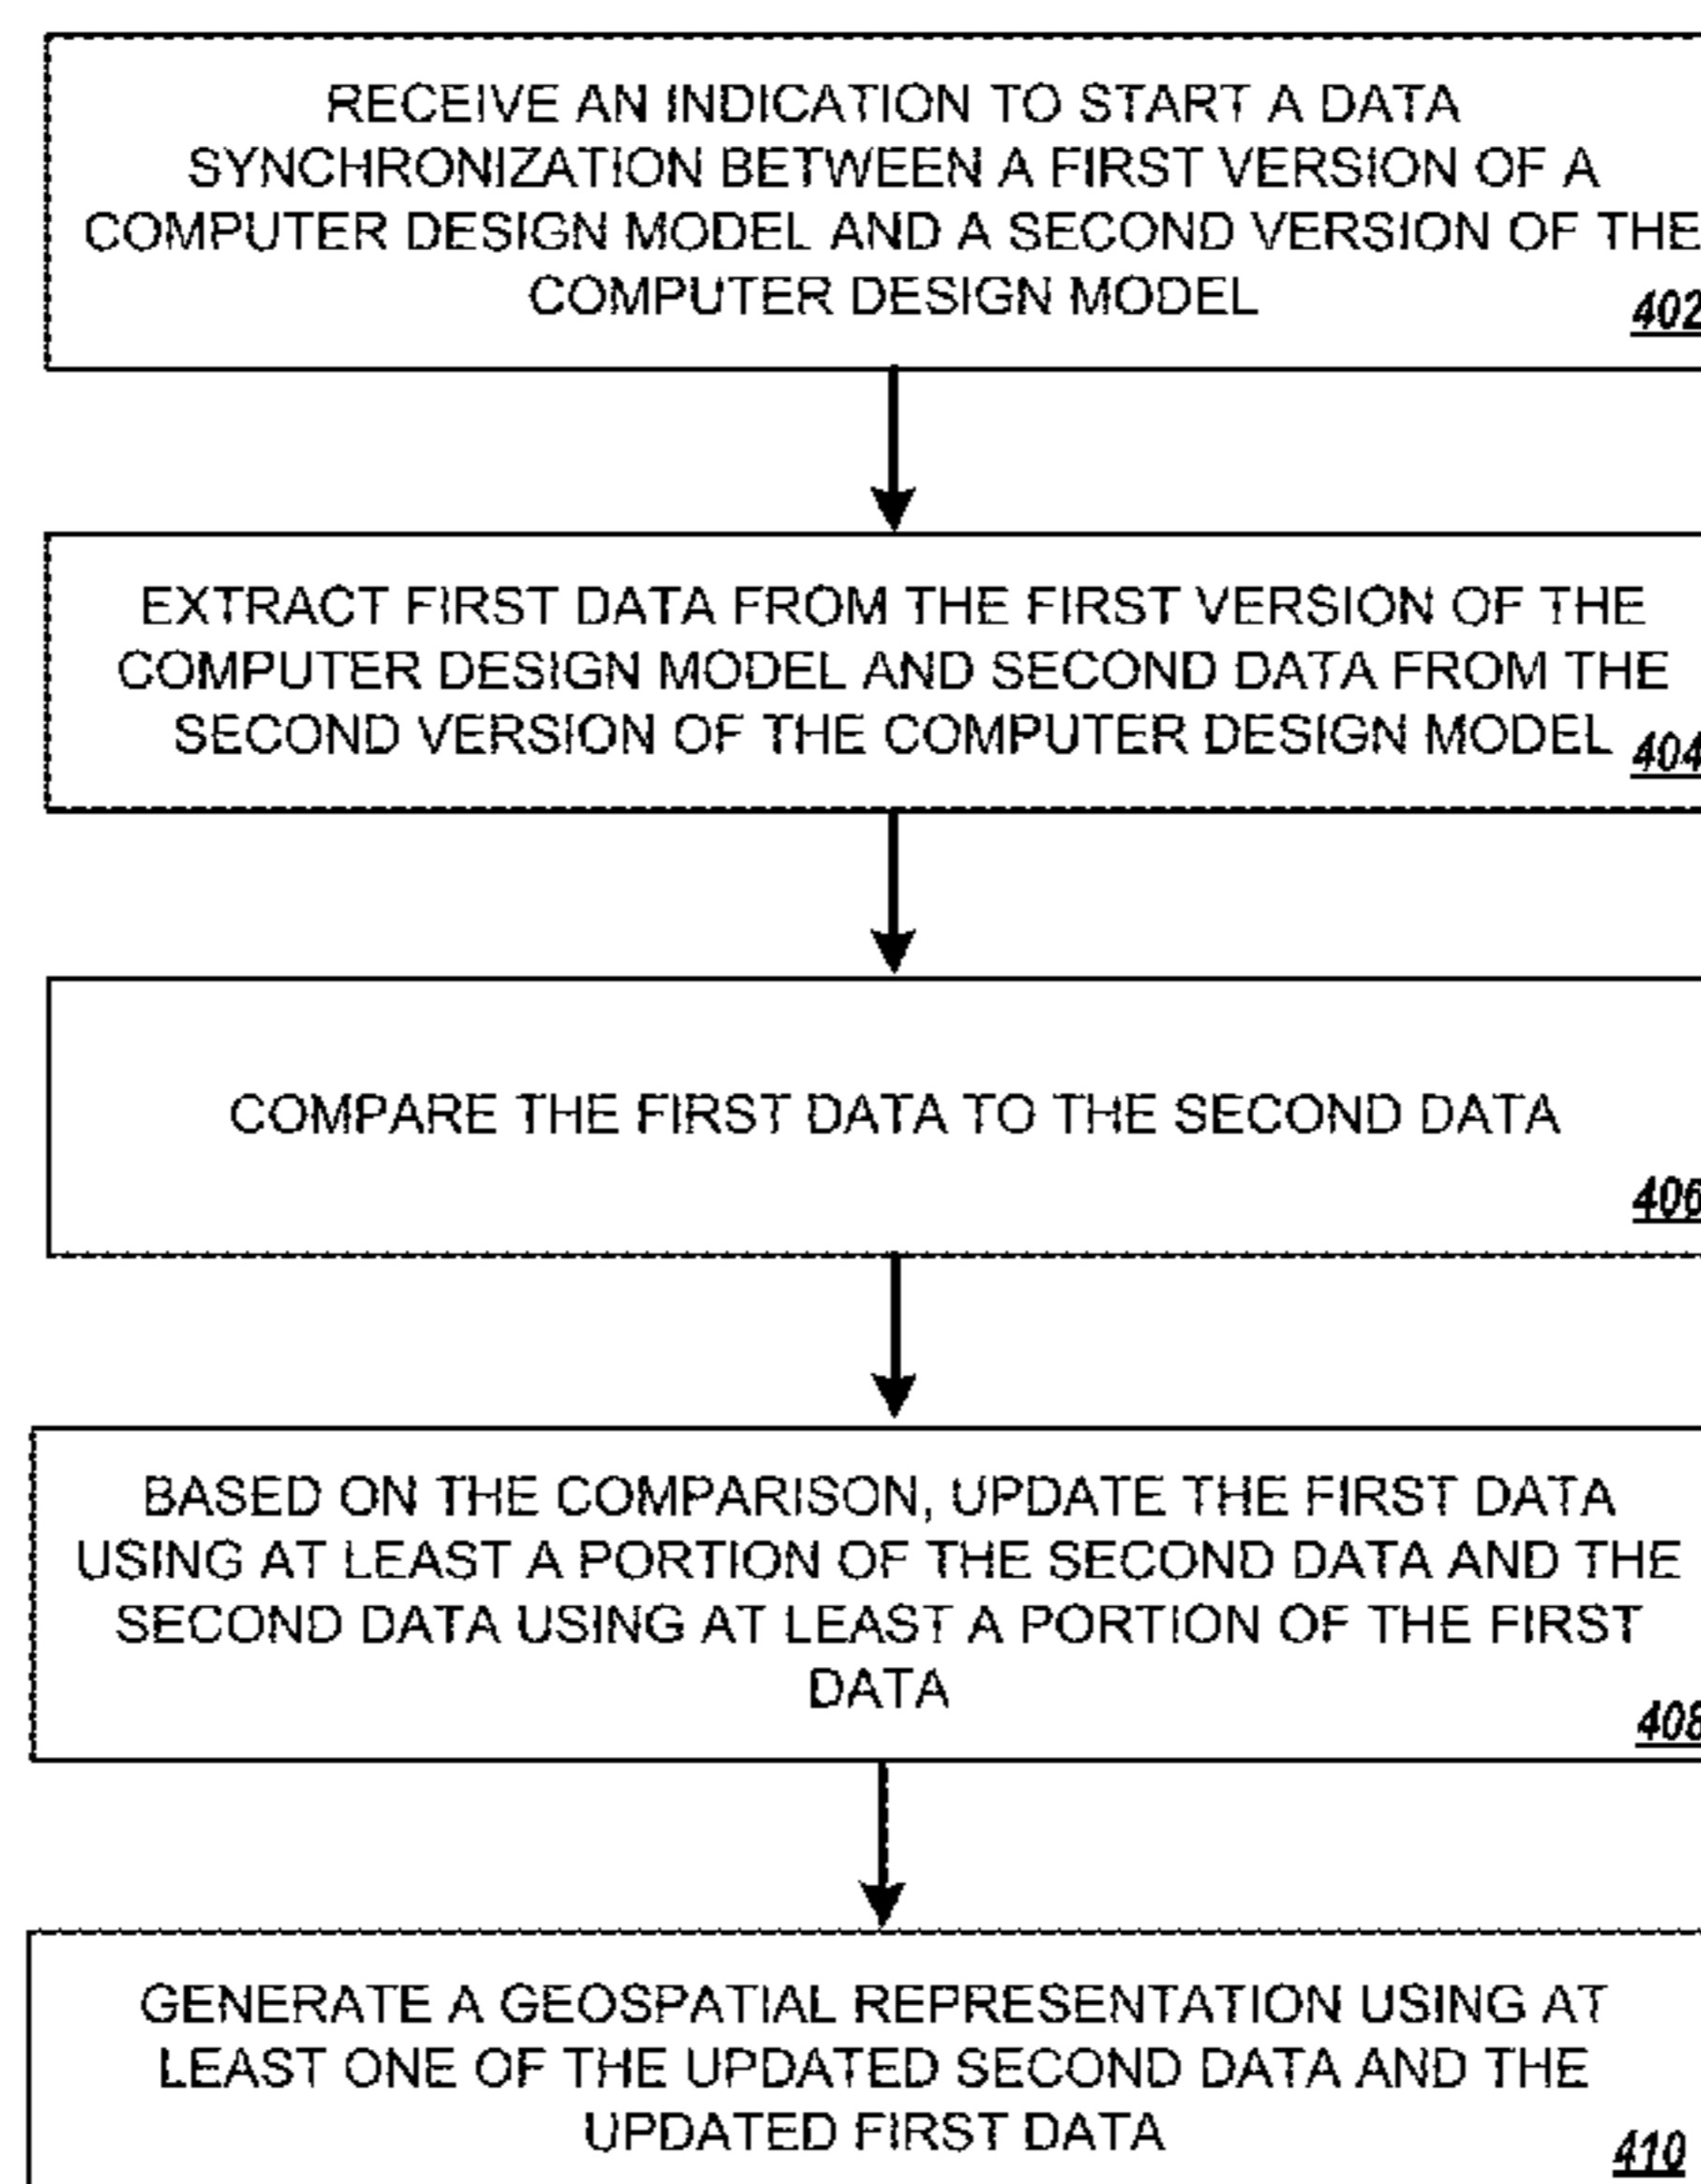 RECEIVE AN INDICATION TO START A DATA
SYNCHRONIZATION BETWEEN A FIRST VERSION OF A
COMPUTER DESIGN MODEL AND A SECOND VERSION OF THE
COMPUTER DESIGN MODEL
402
EXTRACT FIRST DATA FROM THE FIRST VERSION OF THE
COMPUTER DESIGN MODEL AND SECOND DATA FROM THE
SECOND VERSION OF THE COMPUTER DESIGN MODEL
404
COMPARE THE FIRST DATA TO THE SECOND DATA
406
BASED ON THE COMPARISON, UPDATE THE FIRST DATA
USING AT LEAST A PORTION OF THE SECOND DATA AND THE
SECOND DATA USING AT LEAST A PORTION OF THE FIRST
DATA
408
GENERATE A GEOSPATIAL REPRESENTATION USING AT
LEAST ONE OF THE UPDATED SECOND DATA AND THE
UPDATED FIRST DATA
410